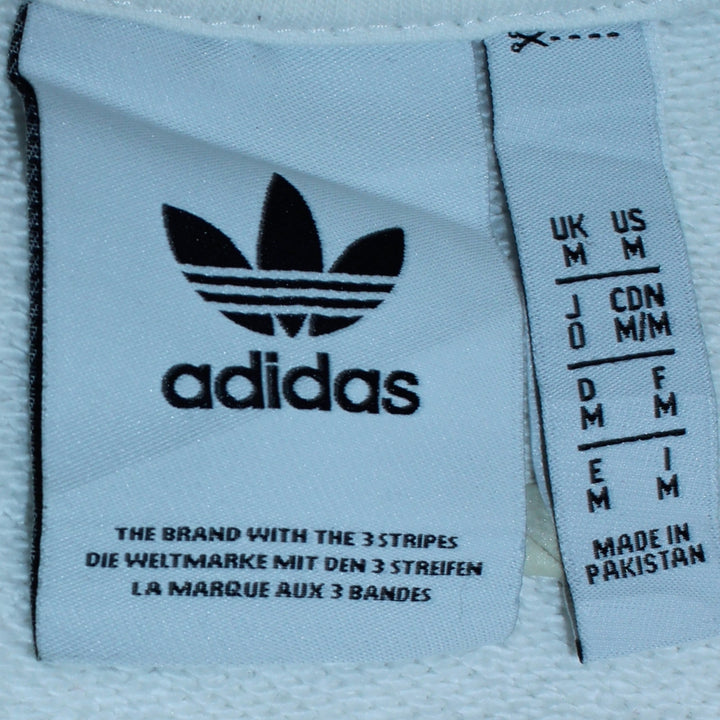 adidas
THE BRAND WITH THE 3 STRIPES
DIE WELTMARKE MIT DEN 3 STREIFEN
LA MARQUE AUX 3 BANDES
UK US
M M
J CDN
O M/M
D F
M M
E I
M M
MADE IN
PAKISTAN